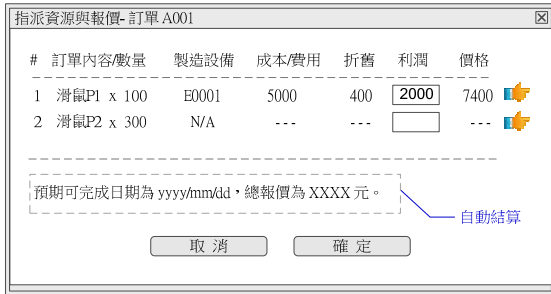 指派資源與報價- 訂單 A001
# 訂單內容/數量 製造設備 成本/費用 折舊 利潤 價格
1 滑鼠P1 x 100 E0001 5000 400 2000 7400
2 滑鼠P2 x 300 N/A --- --- ---
預期可完成日期為 yyyy/mm/dd，總報價為 XXXX 元。
自動結算
取 消 確 定